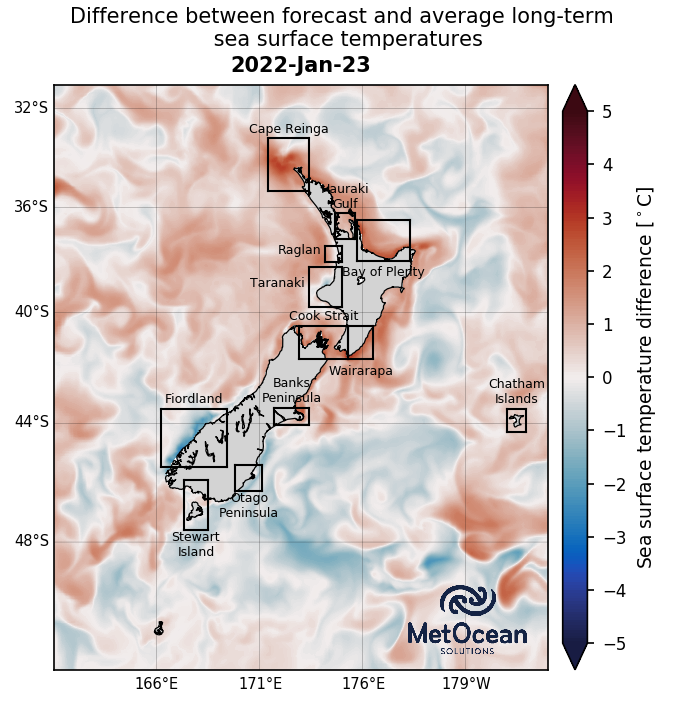 Difference between forecast and average long-term
sea surface temperatures
2022-Jan-23
32°S
36°S
40°S
44°S
48°S
166°E
171°E
176°E
179°W
Cape Reinga
Hauraki
Gulf
Raglan
Bay of Plenty
Taranaki
Cook Strait
Wairarapa
Banks
Peninsula
Fiordland
Chatham
Islands
Otago
Peninsula
Stewart
Island
MetOcean
SOLUTIONS
5
4
3
2
1
0
−1
−2
−3
−4
−5
Sea surface temperature difference [°C]